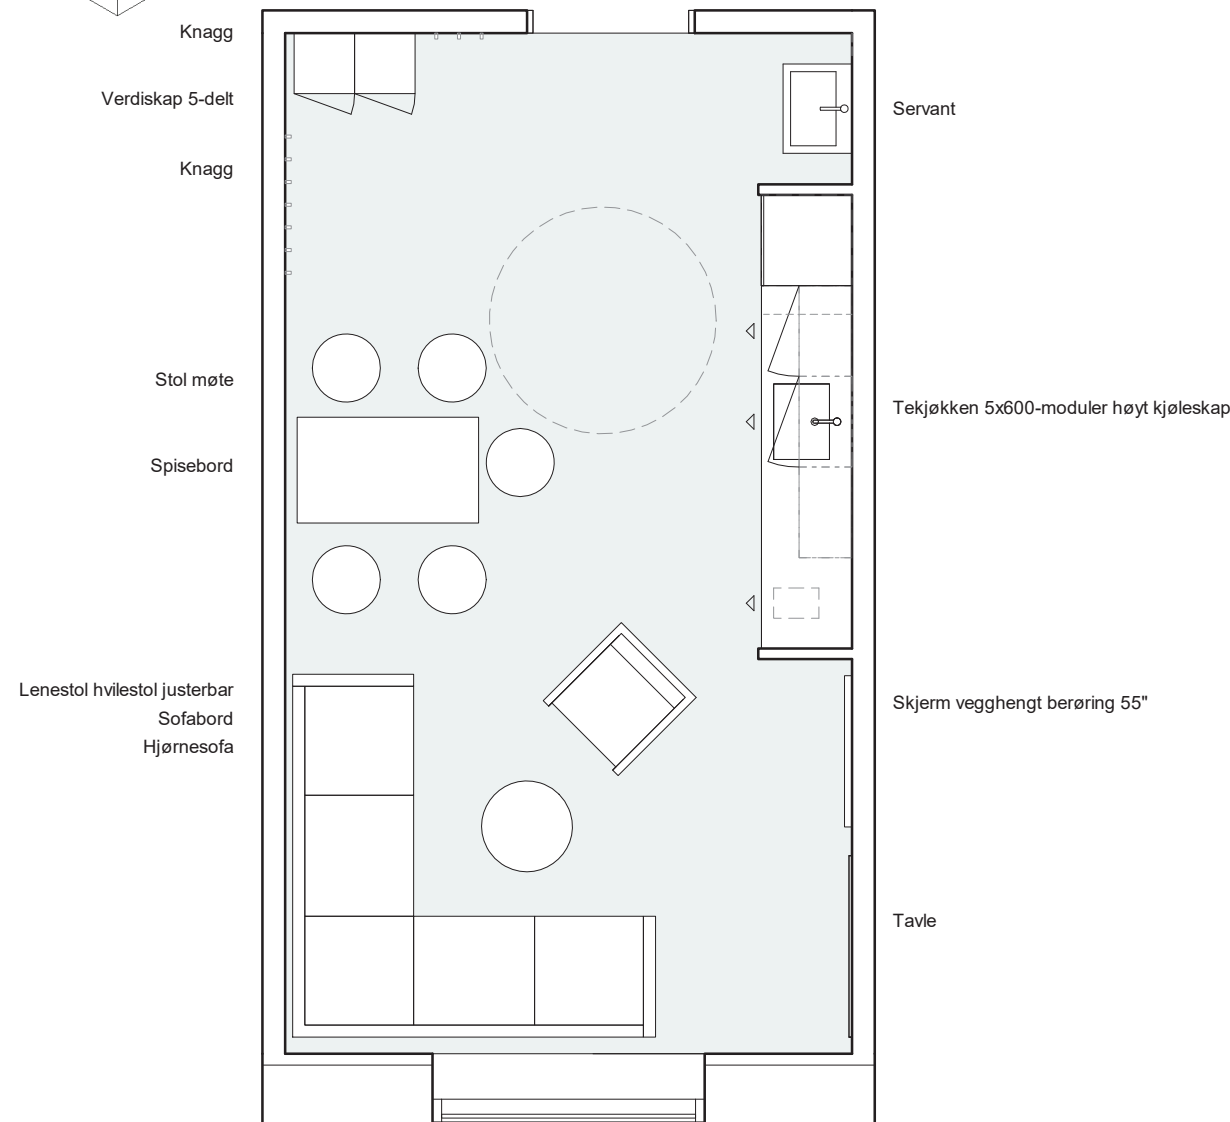 Knagg
Verdiskap 5-delt
Servant
Knagg
Stol møte
Tekjøkken 5x600-moduler høyt kjøleskap
Spisebord
Lenestol hvilestol justerbar
Skjerm vegghengt berøring 55"
Sofabord
Hjørnesofa
Tavle